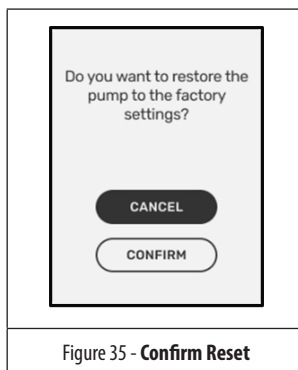 Do you want to restore the
pump to the factory
settings?
CANCEL
CONFIRM
Figure 35 - Confirm Reset